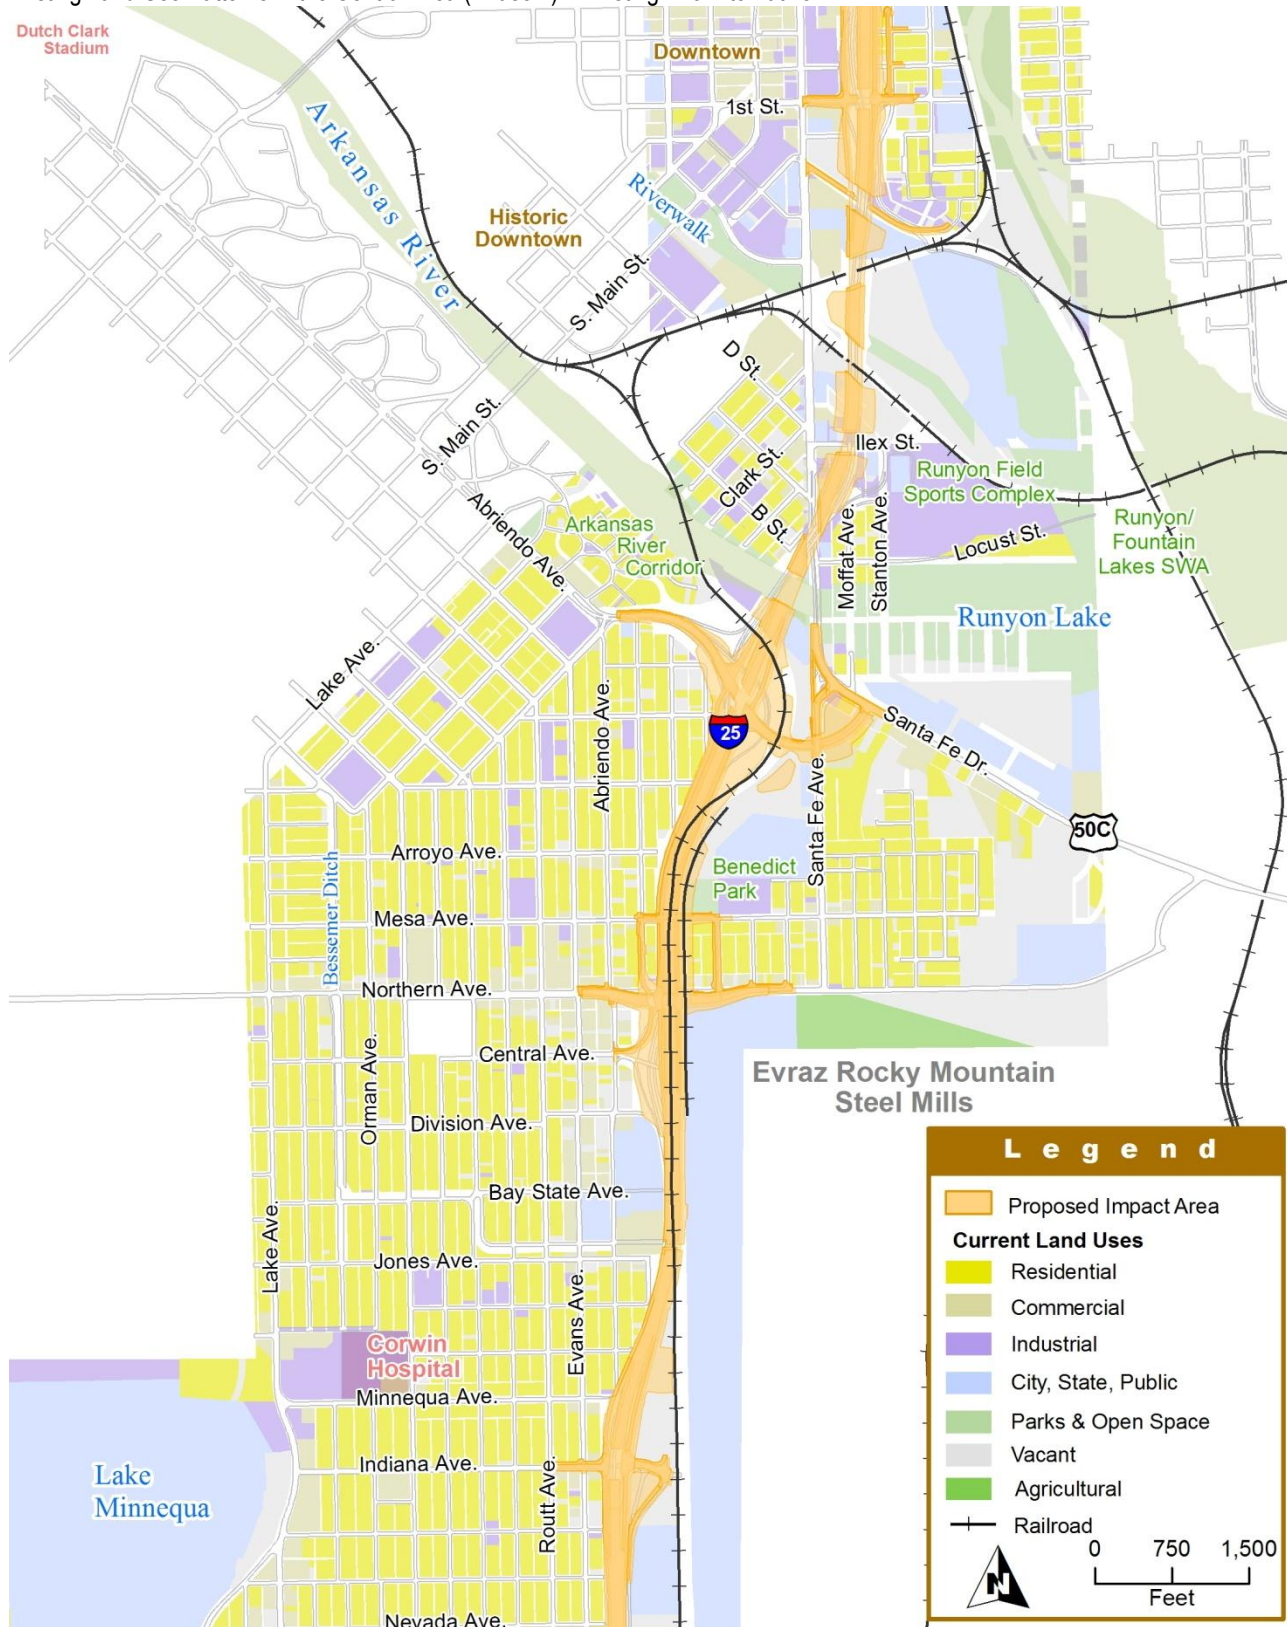 Dutch Clark
Stadium
Downtown
1st St.
Arkansas River
Riverwalk
Historic
Downtown
S. Main St.
D St.
S. Main St.
Clark St.
B St.
Ilex St.
Runyon Field
Sports Complex
Abriendo Ave.
Arkansas
River
Corridor
Moffat Ave.
Stanton Ave.
Locust St.
Runyon/
Fountain
Lakes SWA
Runyon Lake
Lake Ave.
Abriendo Ave.
25
Santa Fe Dr.
Santa Fe Ave.
50C
Arroyo Ave.
Bessemer Ditch
Benedict
Park
Mesa Ave.
Northern Ave.
Orman Ave.
Central Ave.
Evraz Rocky Mountain
Steel Mills
Division Ave.
Bay State Ave.
Lake Ave.
Jones Ave.
Evans Ave.
Corwin
Hospital
Minnequa Ave.
Lake
Minnequa
Indiana Ave.
Routt Ave.
Nevada Ave.
Legend
Proposed Impact Area
Current Land Uses
Residential
Commercial
Industrial
City, State, Public
Parks & Open Space
Vacant
Agricultural
Railroad
N
0 750 1,500
Feet